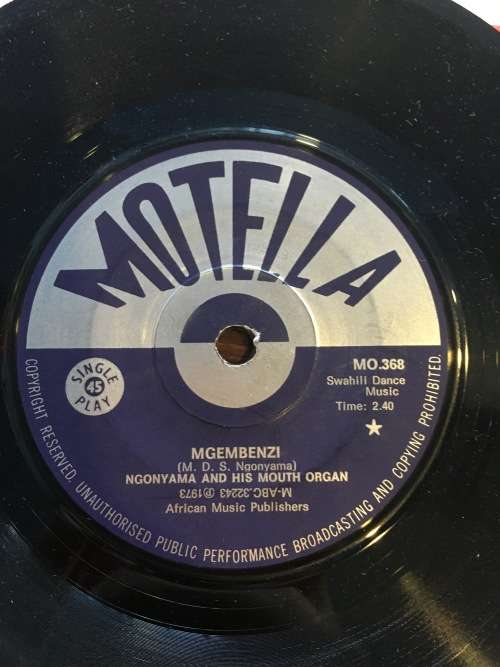 MOTELLA
SINGLE
45
PLAY
MO.368
Swahili Dance
Music
Time: 2.40
MGEMBENZI
(M. D. S. Ngonyama)
NGONYAMA AND HIS MOUTH ORGAN
M-ABC.32243 ℗ 1973
African Music Publishers
COPYRIGHT RESERVED. UNAUTHORISED PUBLIC PERFORMANCE BROADCASTING AND COPYING PROHIBITED.